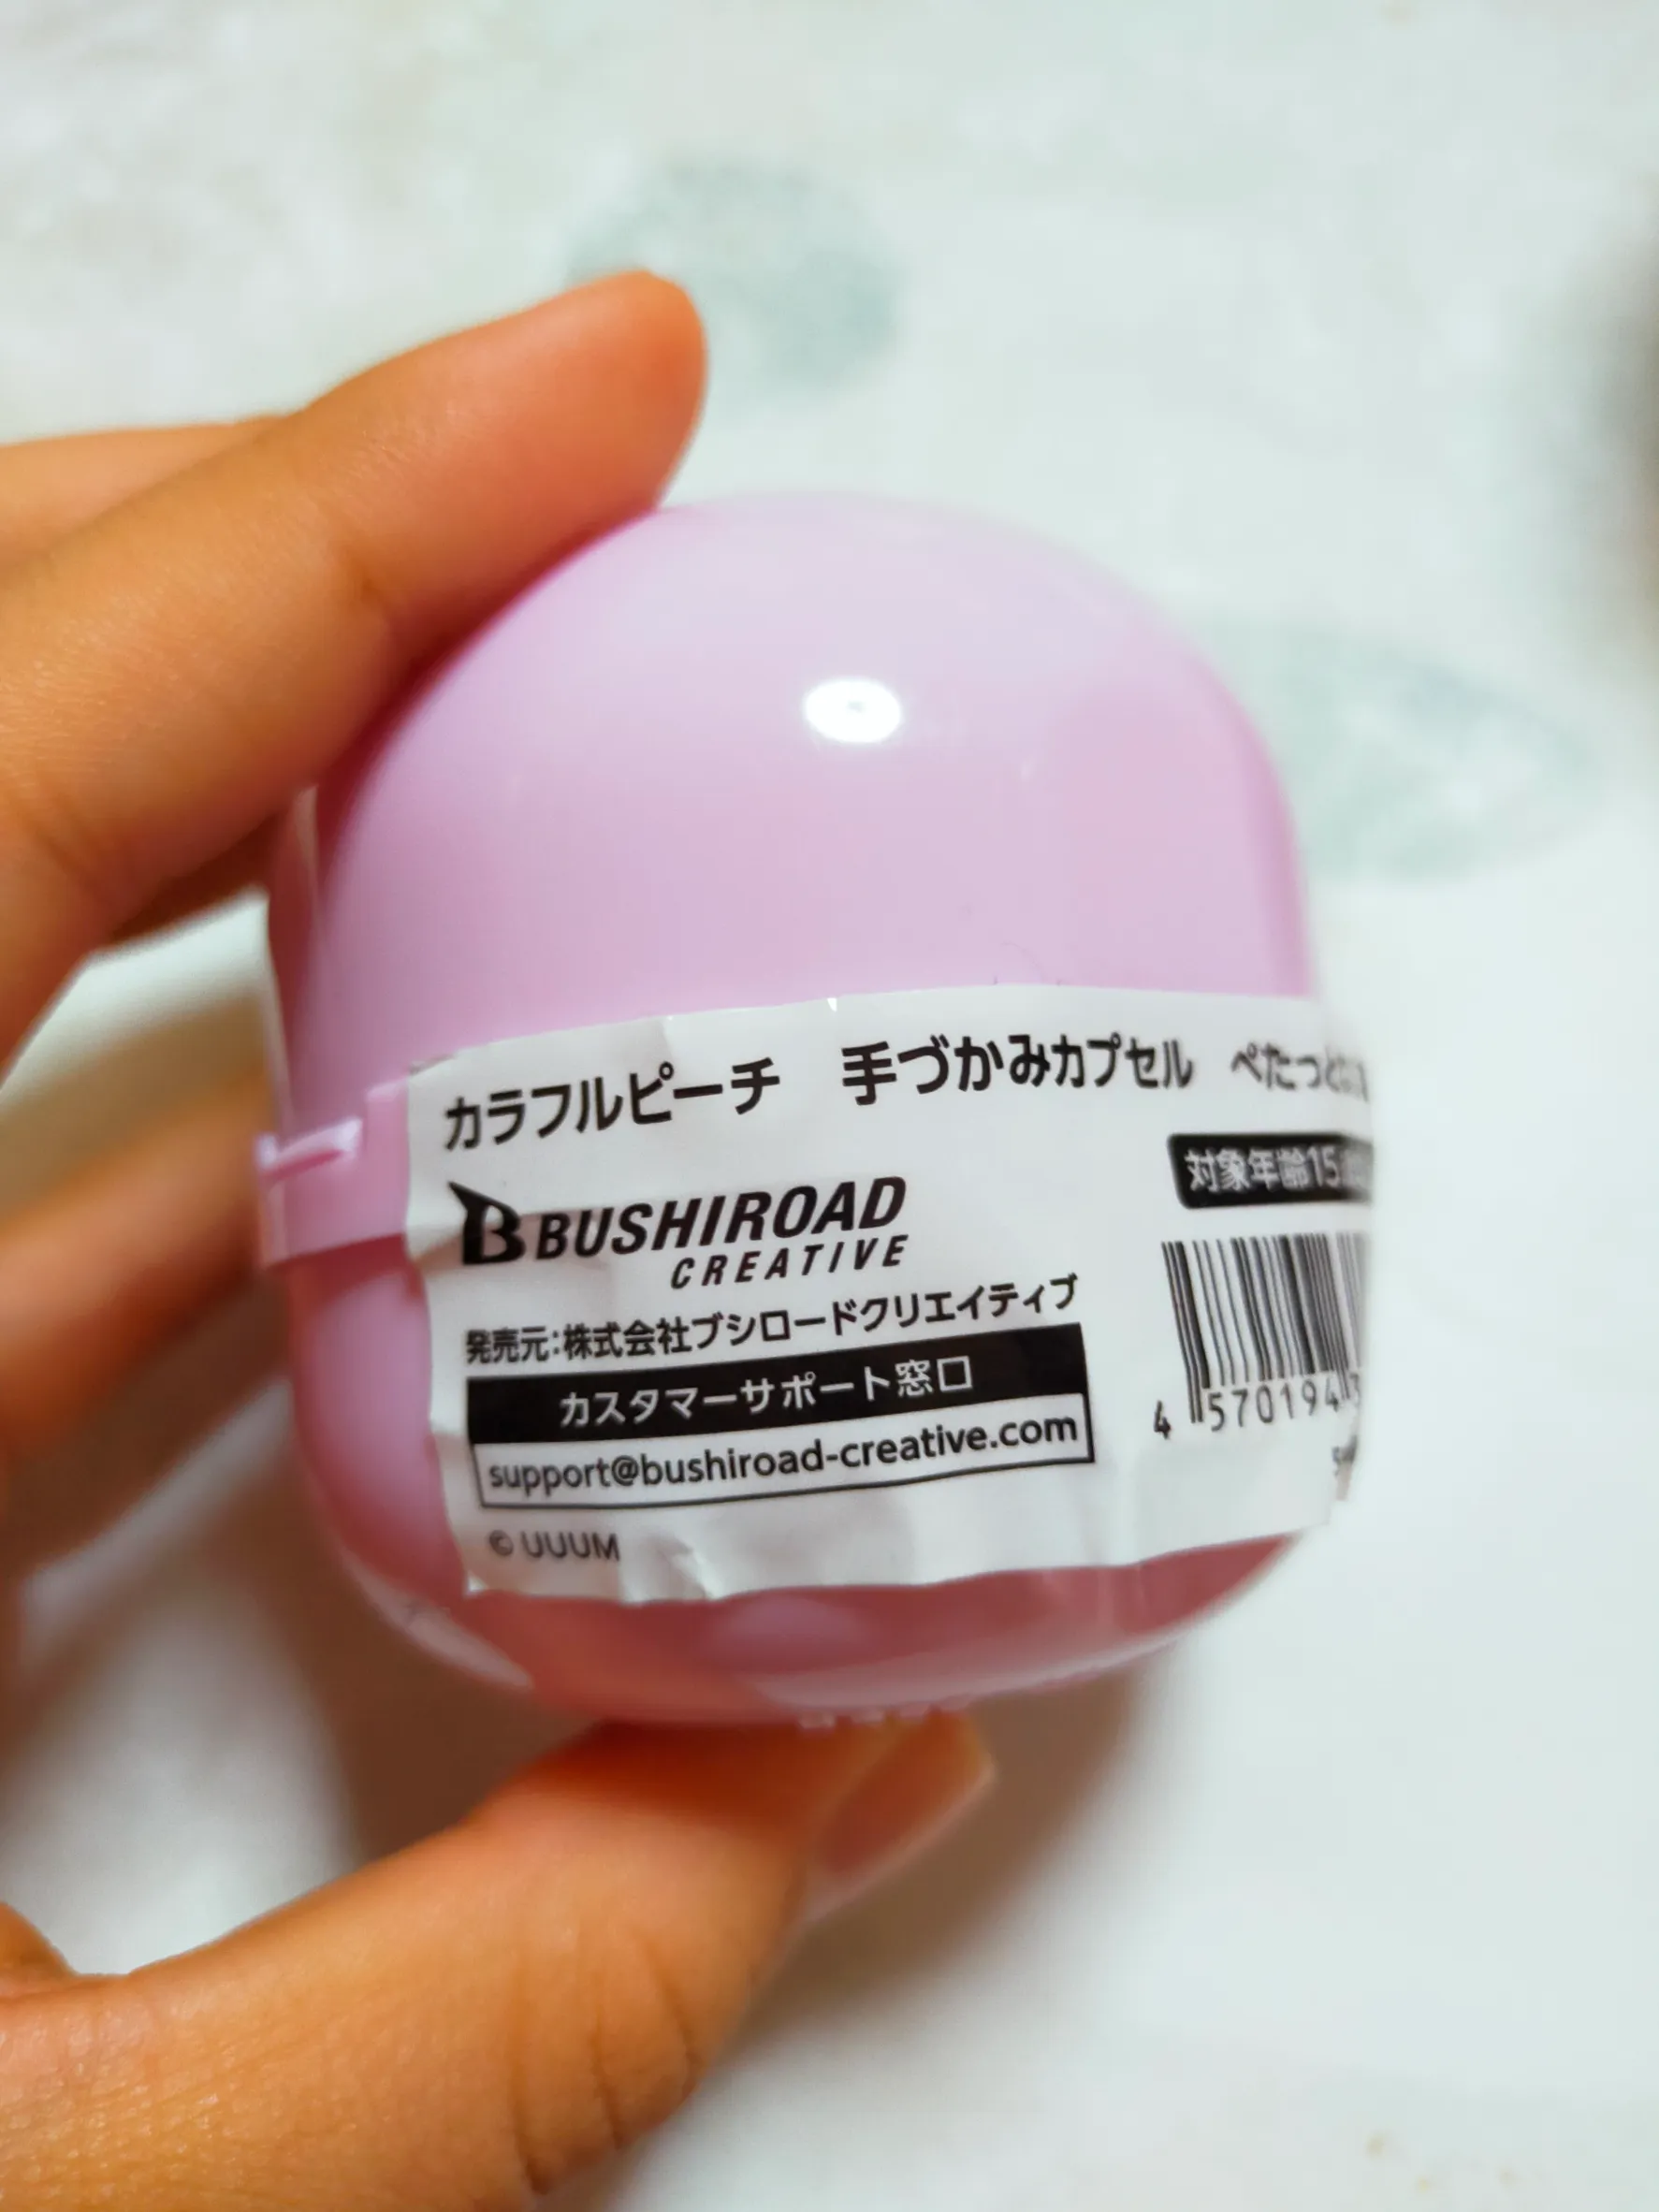 カラフルピーチ 手づかみカプセル ぺたっと
対象年齢15
BUSHIROAD
CREATIVE
発売元:株式会社ブシロードクリエイティブ
カスタマーサポート窓口
support@bushiroad-creative.com
4 570194
© UUUM